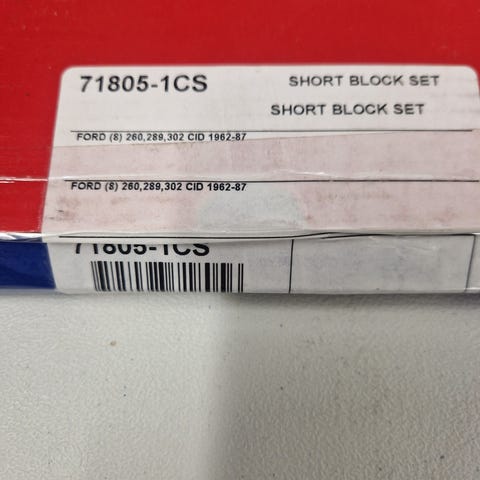 71805-1CS SHORT BLOCK SET
SHORT BLOCK SET
FORD (8) 260,289,302 CID 1962-87
FORD (8) 260,289,302 CID 1962-87
71805-1CS